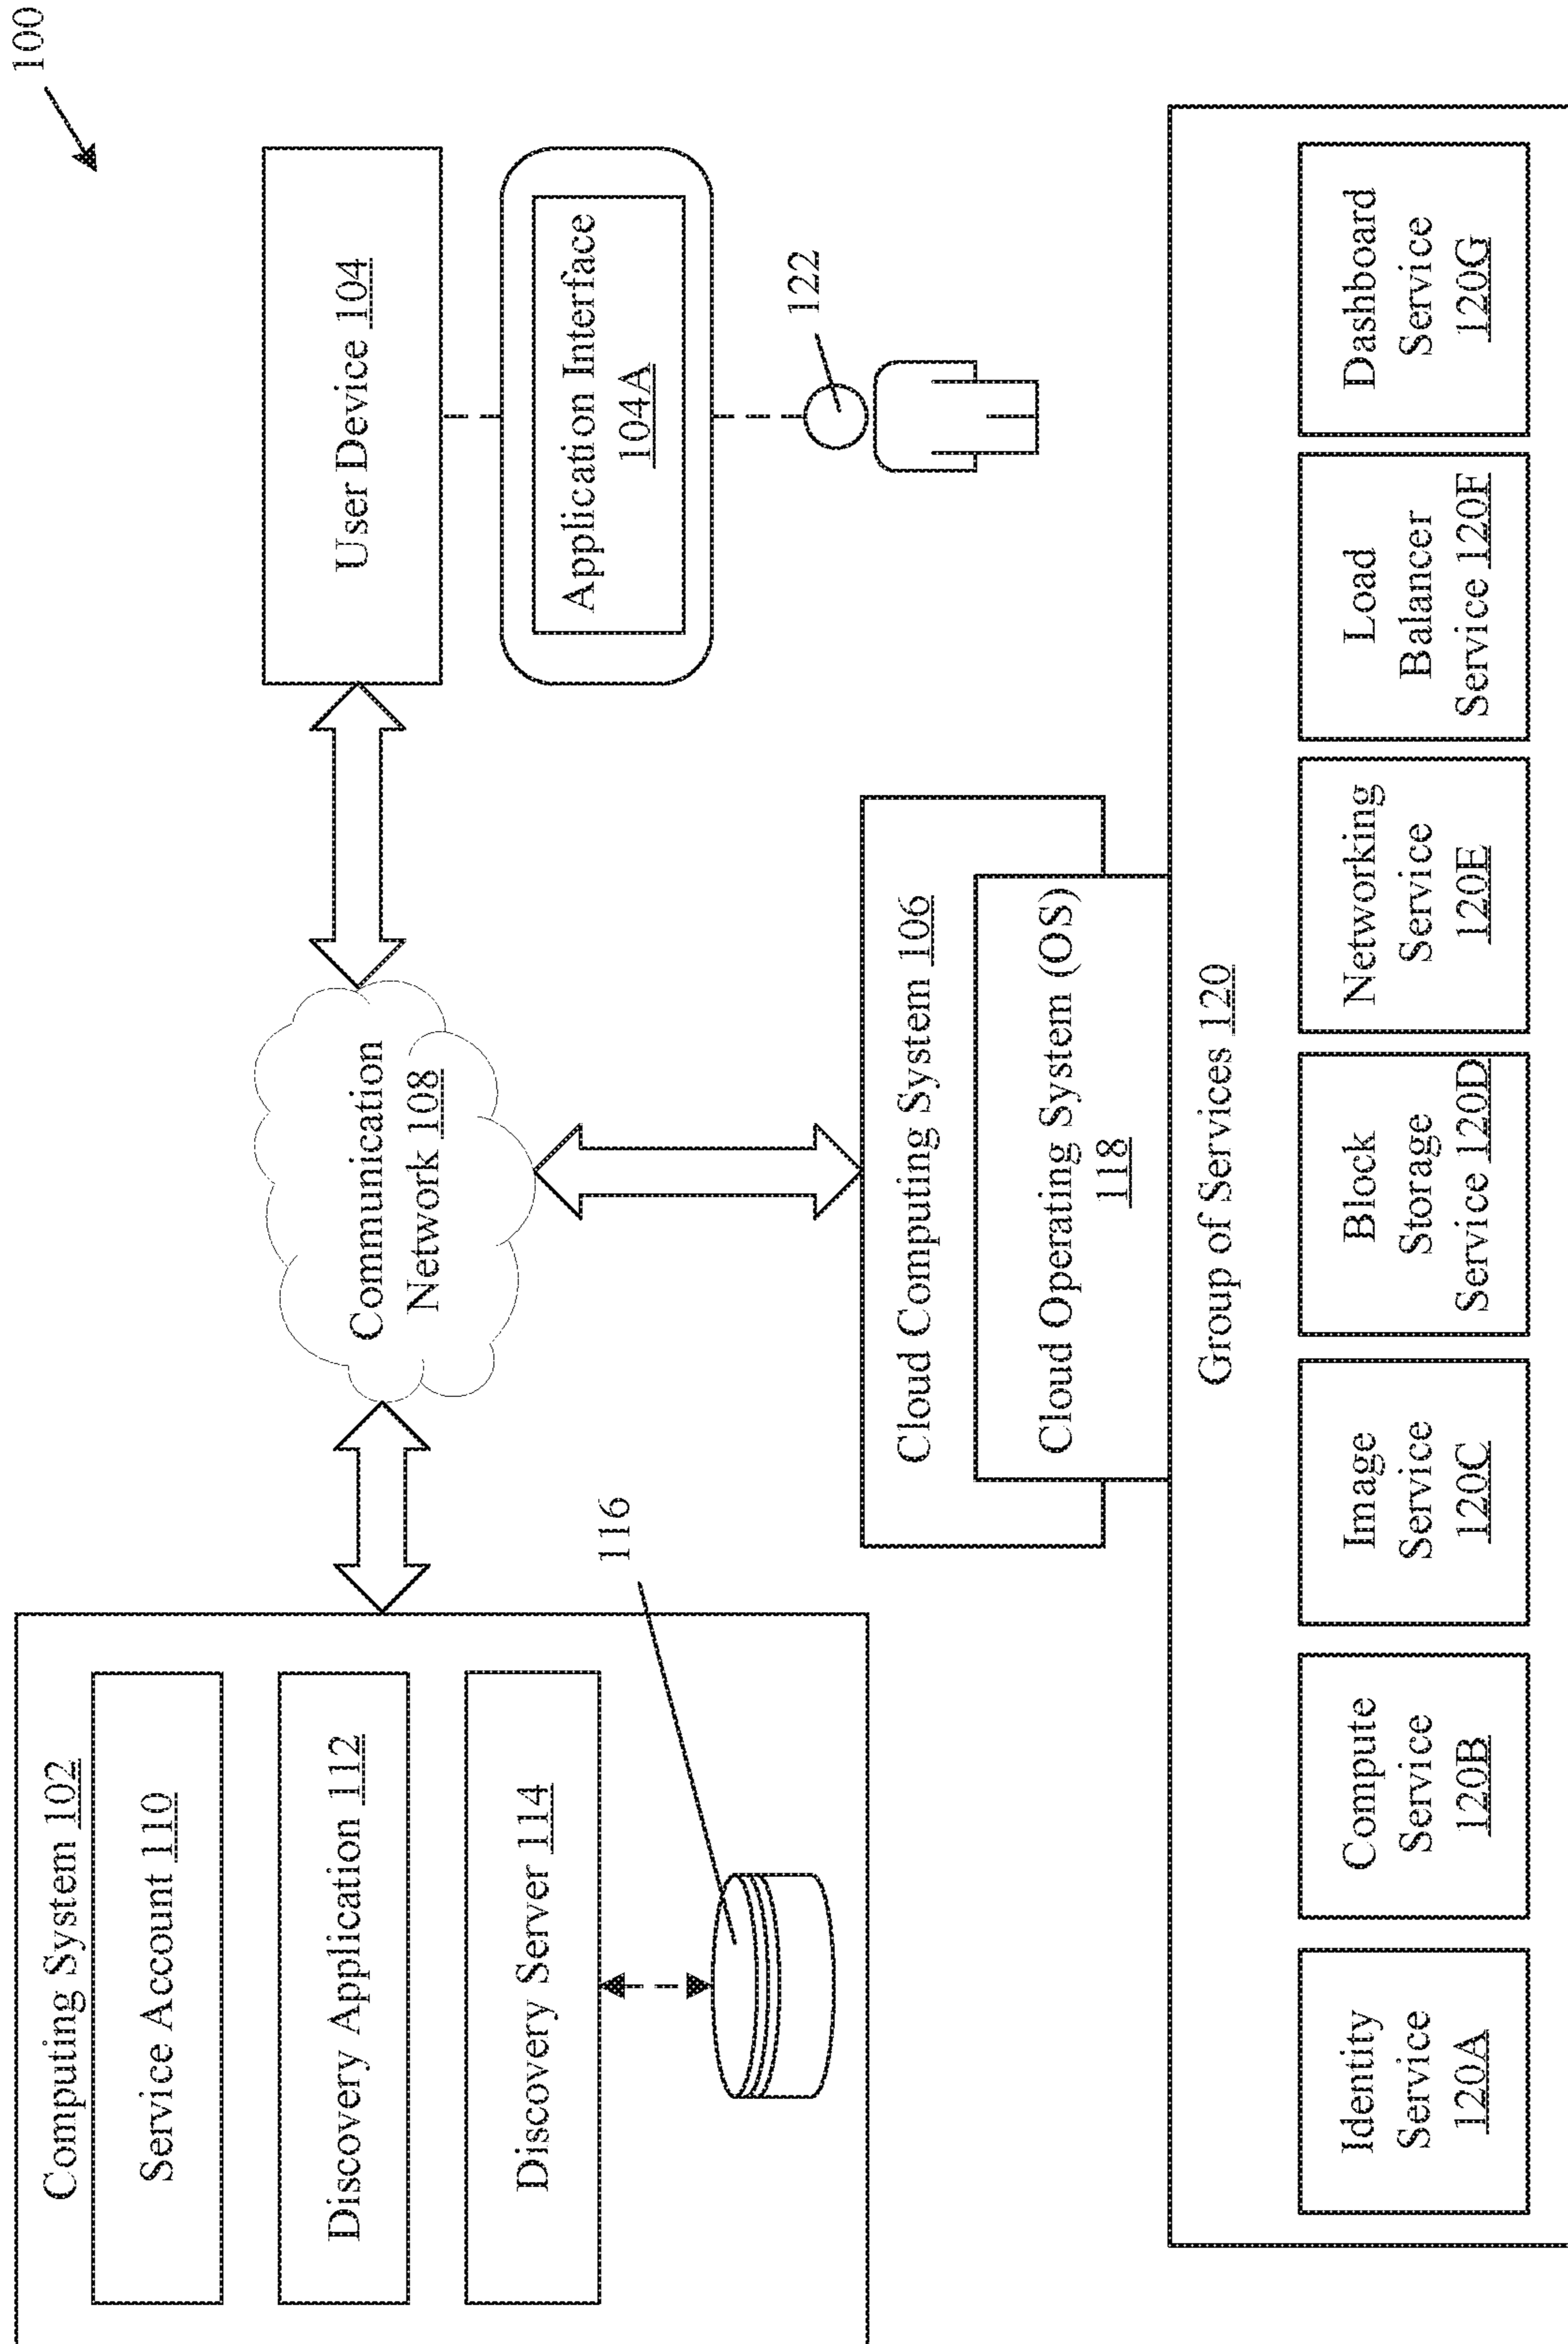 100
Computing System 102
Service Account 110
Discovery Application 112
Discovery Server 114
116
Communication
Network 108
User Device 104
Application Interface
104A
122
Cloud Computing System 106
Cloud Operating System (OS)
118
Group of Services 120
Identity
Service
120A
Compute
Service
120B
Image
Service
120C
Block
Storage
Service 120D
Networking
Service
120E
Load
Balancer
Service 120F
Dashboard
Service
120G